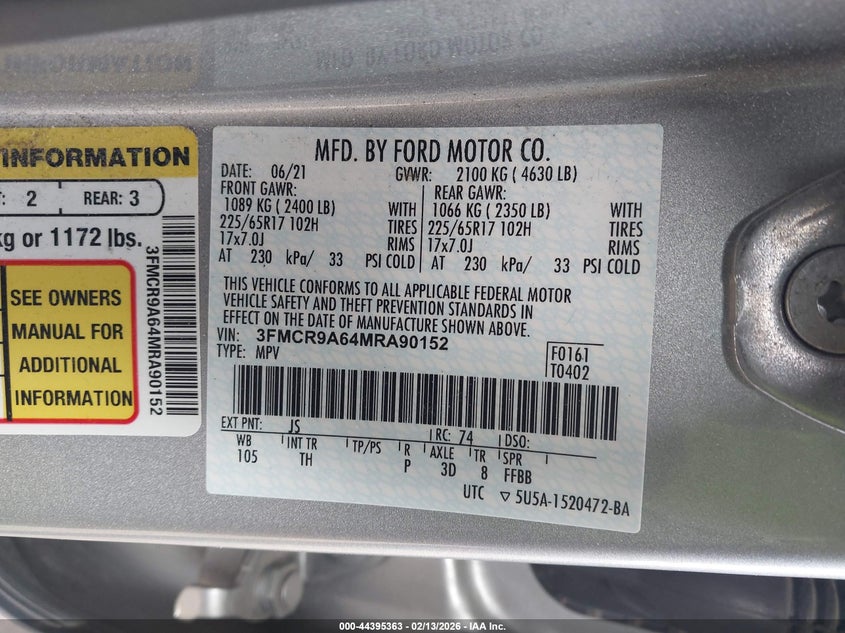 INFORMATION
: 2 REAR: 3
kg or 1172 lbs.
SEE OWNERS
MANUAL FOR
ADDITIONAL
INFORMATION
3FMCR9A64MRA90152
MFD. BY FORD MOTOR CO.
DATE: 06/21 GVWR: 2100 KG ( 4630 LB)
FRONT GAWR: REAR GAWR:
1089 KG ( 2400 LB) WITH 1066 KG ( 2350 LB) WITH
225/65R17 102H TIRES 225/65R17 102H TIRES
17x7.0J RIMS 17x7.0J RIMS
AT 230 kPa/ 33 PSI COLD AT 230 kPa/ 33 PSI COLD
THIS VEHICLE CONFORMS TO ALL APPLICABLE FEDERAL MOTOR
VEHICLE SAFETY AND THEFT PREVENTION STANDARDS IN
EFFECT ON THE DATE OF MANUFACTURE SHOWN ABOVE.
VIN: 3FMCR9A64MRA90152
TYPE: MPV F0161
T0402
EXT PNT: JS RC: 74 DSO:
WB INT TR TP/PS R AXLE TR SPR
105 TH P 3D 8 FFBB
UTC ▽ 5U5A-1520472-BA
000-44395363 - 02/13/2026 - IAA Inc.